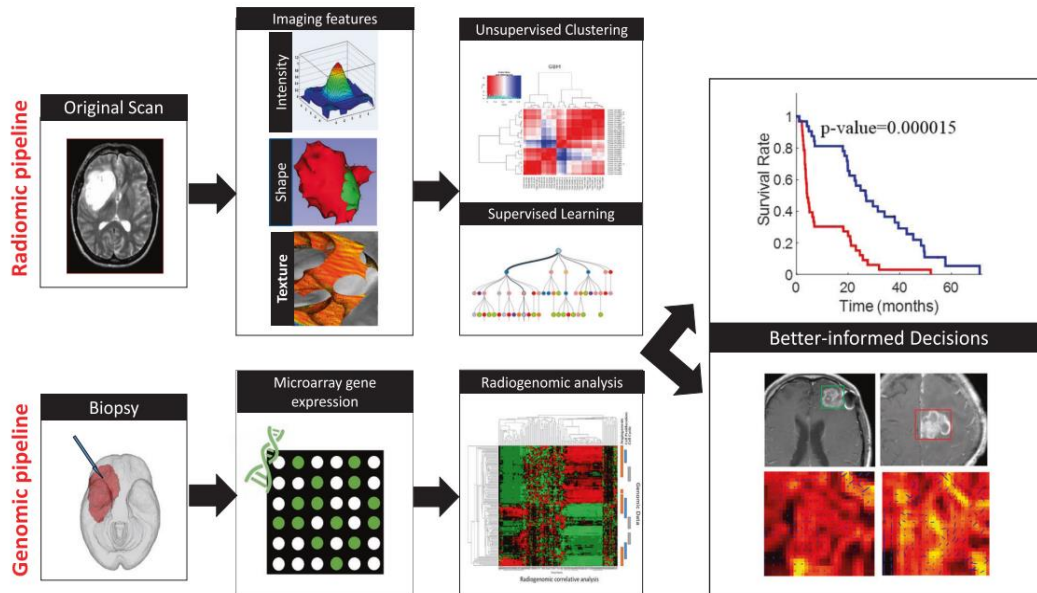 Radiomic pipeline
Original Scan
Imaging features
Intensity
Shape
Texture
Unsupervised Clustering
Supervised Learning
Genomic pipeline
Biopsy
Microarray gene
expression
Radiogenomic analysis
Genomic Data
Radiogenomic correlative analysis
p-value=0.000015
Survival Rate
1
0.8
0.6
0.4
0.2
0
0 20 40 60
Time (months)
Better-informed Decisions